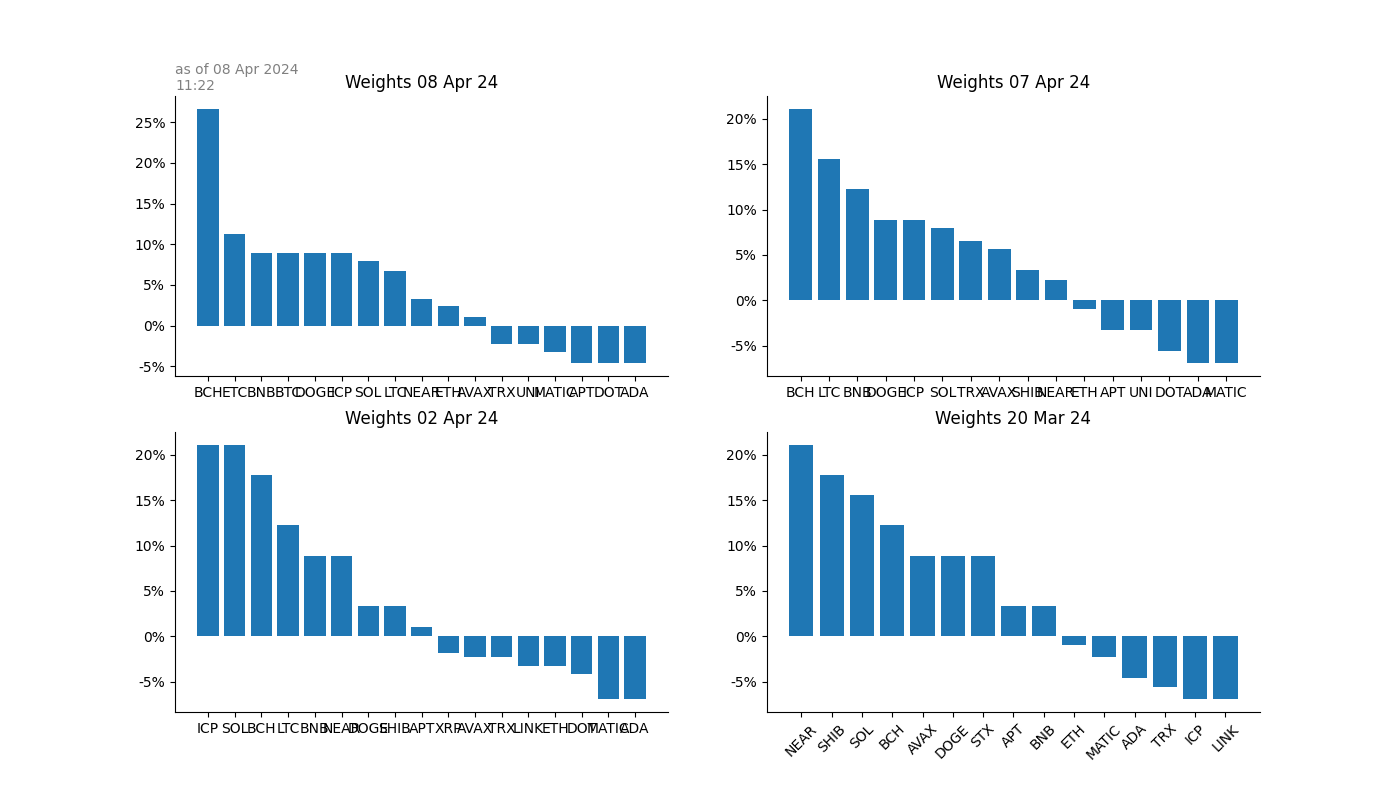 as of 08 Apr 2024
11:22
Weights 08 Apr 24
25%
20%
15%
10%
5%
0%
-5%
BCH ETC BNB BTC DOGE ICP SOL LTC NEAR ETH AVAX TRX UNI MATIC APT DOT ADA
Weights 07 Apr 24
20%
15%
10%
5%
0%
-5%
BCH LTC BNB DOGE ICP SOL TRX AVAX SHIB NEAR ETH APT UNI DOT ADA MATIC
Weights 02 Apr 24
20%
15%
10%
5%
0%
-5%
ICP SOL BCH LTC BNB NEAR DOGE SHIB APT XRP AVAX TRX LINK ETH DOT MATIC ADA
Weights 20 Mar 24
20%
15%
10%
5%
0%
-5%
NEAR SHIB SOL BCH AVAX DOGE STX APT BNB ETH MATIC ADA TRX ICP LINK